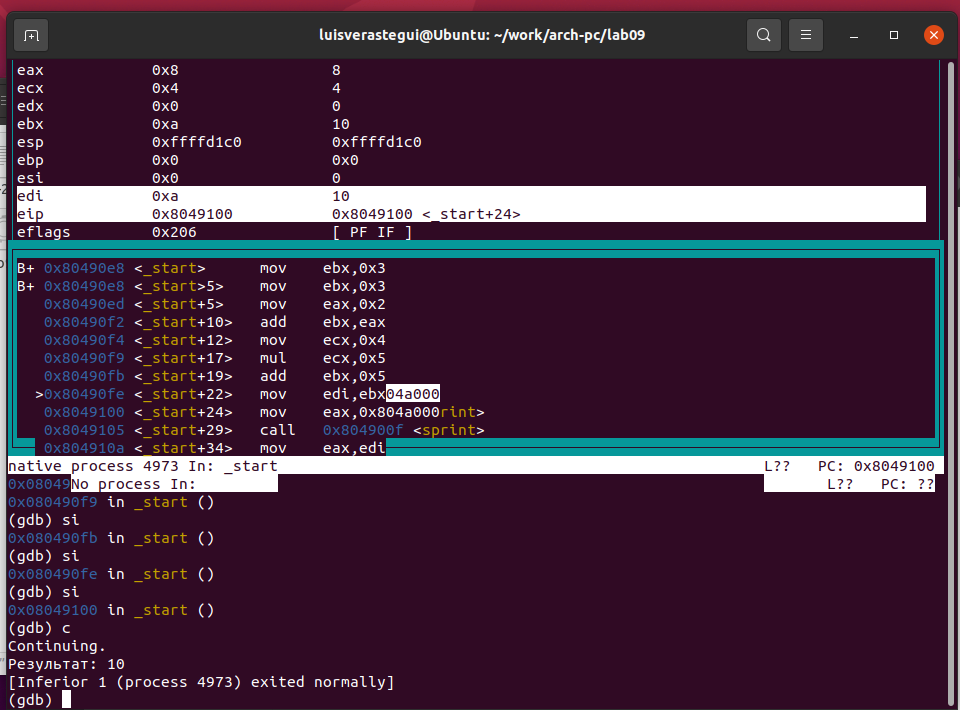 luisverastegui@Ubuntu: ~/work/arch-pc/lab09
eax 0x8 8
ecx 0x4 4
edx 0x0 0
ebx 0xa 10
esp 0xffffd1c0 0xffffd1c0
ebp 0x0 0x0
esi 0x0 0
edi 0xa 10
eip 0x8049100 0x8049100 <_start+24>
eflags 0x206 [ PF IF ]
B+ 0x80490e8 <_start> mov ebx,0x3
B+ 0x80490e8 <_start>5> mov ebx,0x3
0x80490ed <_start+5> mov eax,0x2
0x80490f2 <_start+10> add ebx,eax
0x80490f4 <_start+12> mov ecx,0x4
0x80490f9 <_start+17> mul ecx,0x5
0x80490fb <_start+19> add ebx,0x5
>0x80490fe <_start+22> mov edi,ebx04a000
0x8049100 <_start+24> mov eax,0x804a000rint>
0x8049105 <_start+29> call 0x804900f <sprint>
0x804910a <_start+34> mov eax,edi
native process 4973 In: _start L?? PC: 0x8049100
0x08049No process In: L?? PC: ??
0x080490f9 in _start ()
(gdb) si
0x080490fb in _start ()
(gdb) si
0x080490fe in _start ()
(gdb) si
0x08049100 in _start ()
(gdb) c
Continuing.
Результат: 10
[Inferior 1 (process 4973) exited normally]
(gdb)